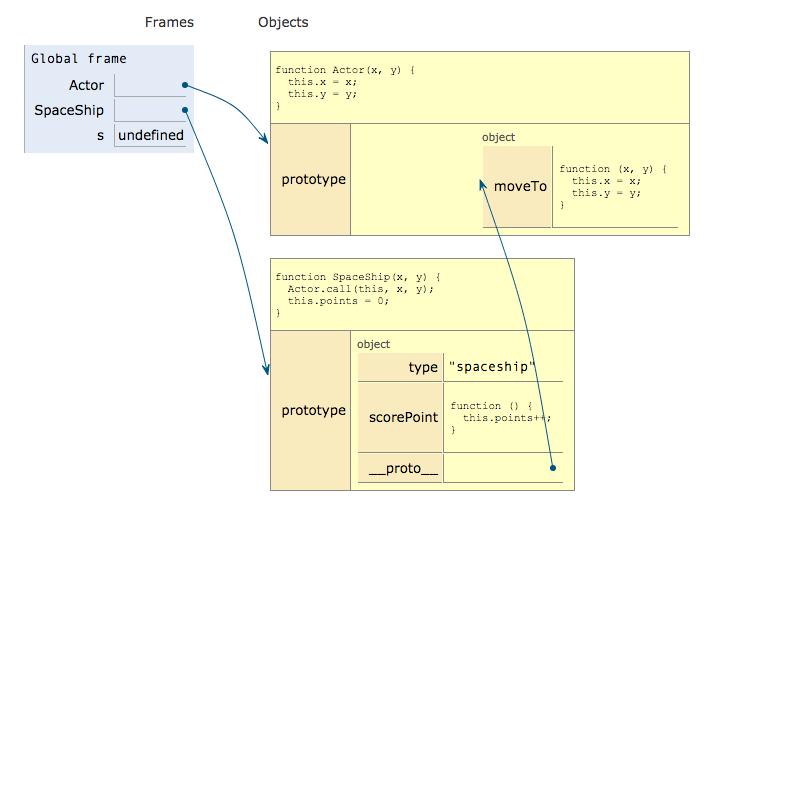 Frames Objects
Global frame
Actor
SpaceShip
s undefined
function Actor(x, y) {
this.x = x;
this.y = y;
}
prototype
object
moveTo
function (x, y) {
this.x = x;
this.y = y;
}
function SpaceShip(x, y) {
Actor.call(this, x, y);
this.points = 0;
}
prototype
object
type "spaceship"
scorePoint
function () {
this.points++;
}
__proto__